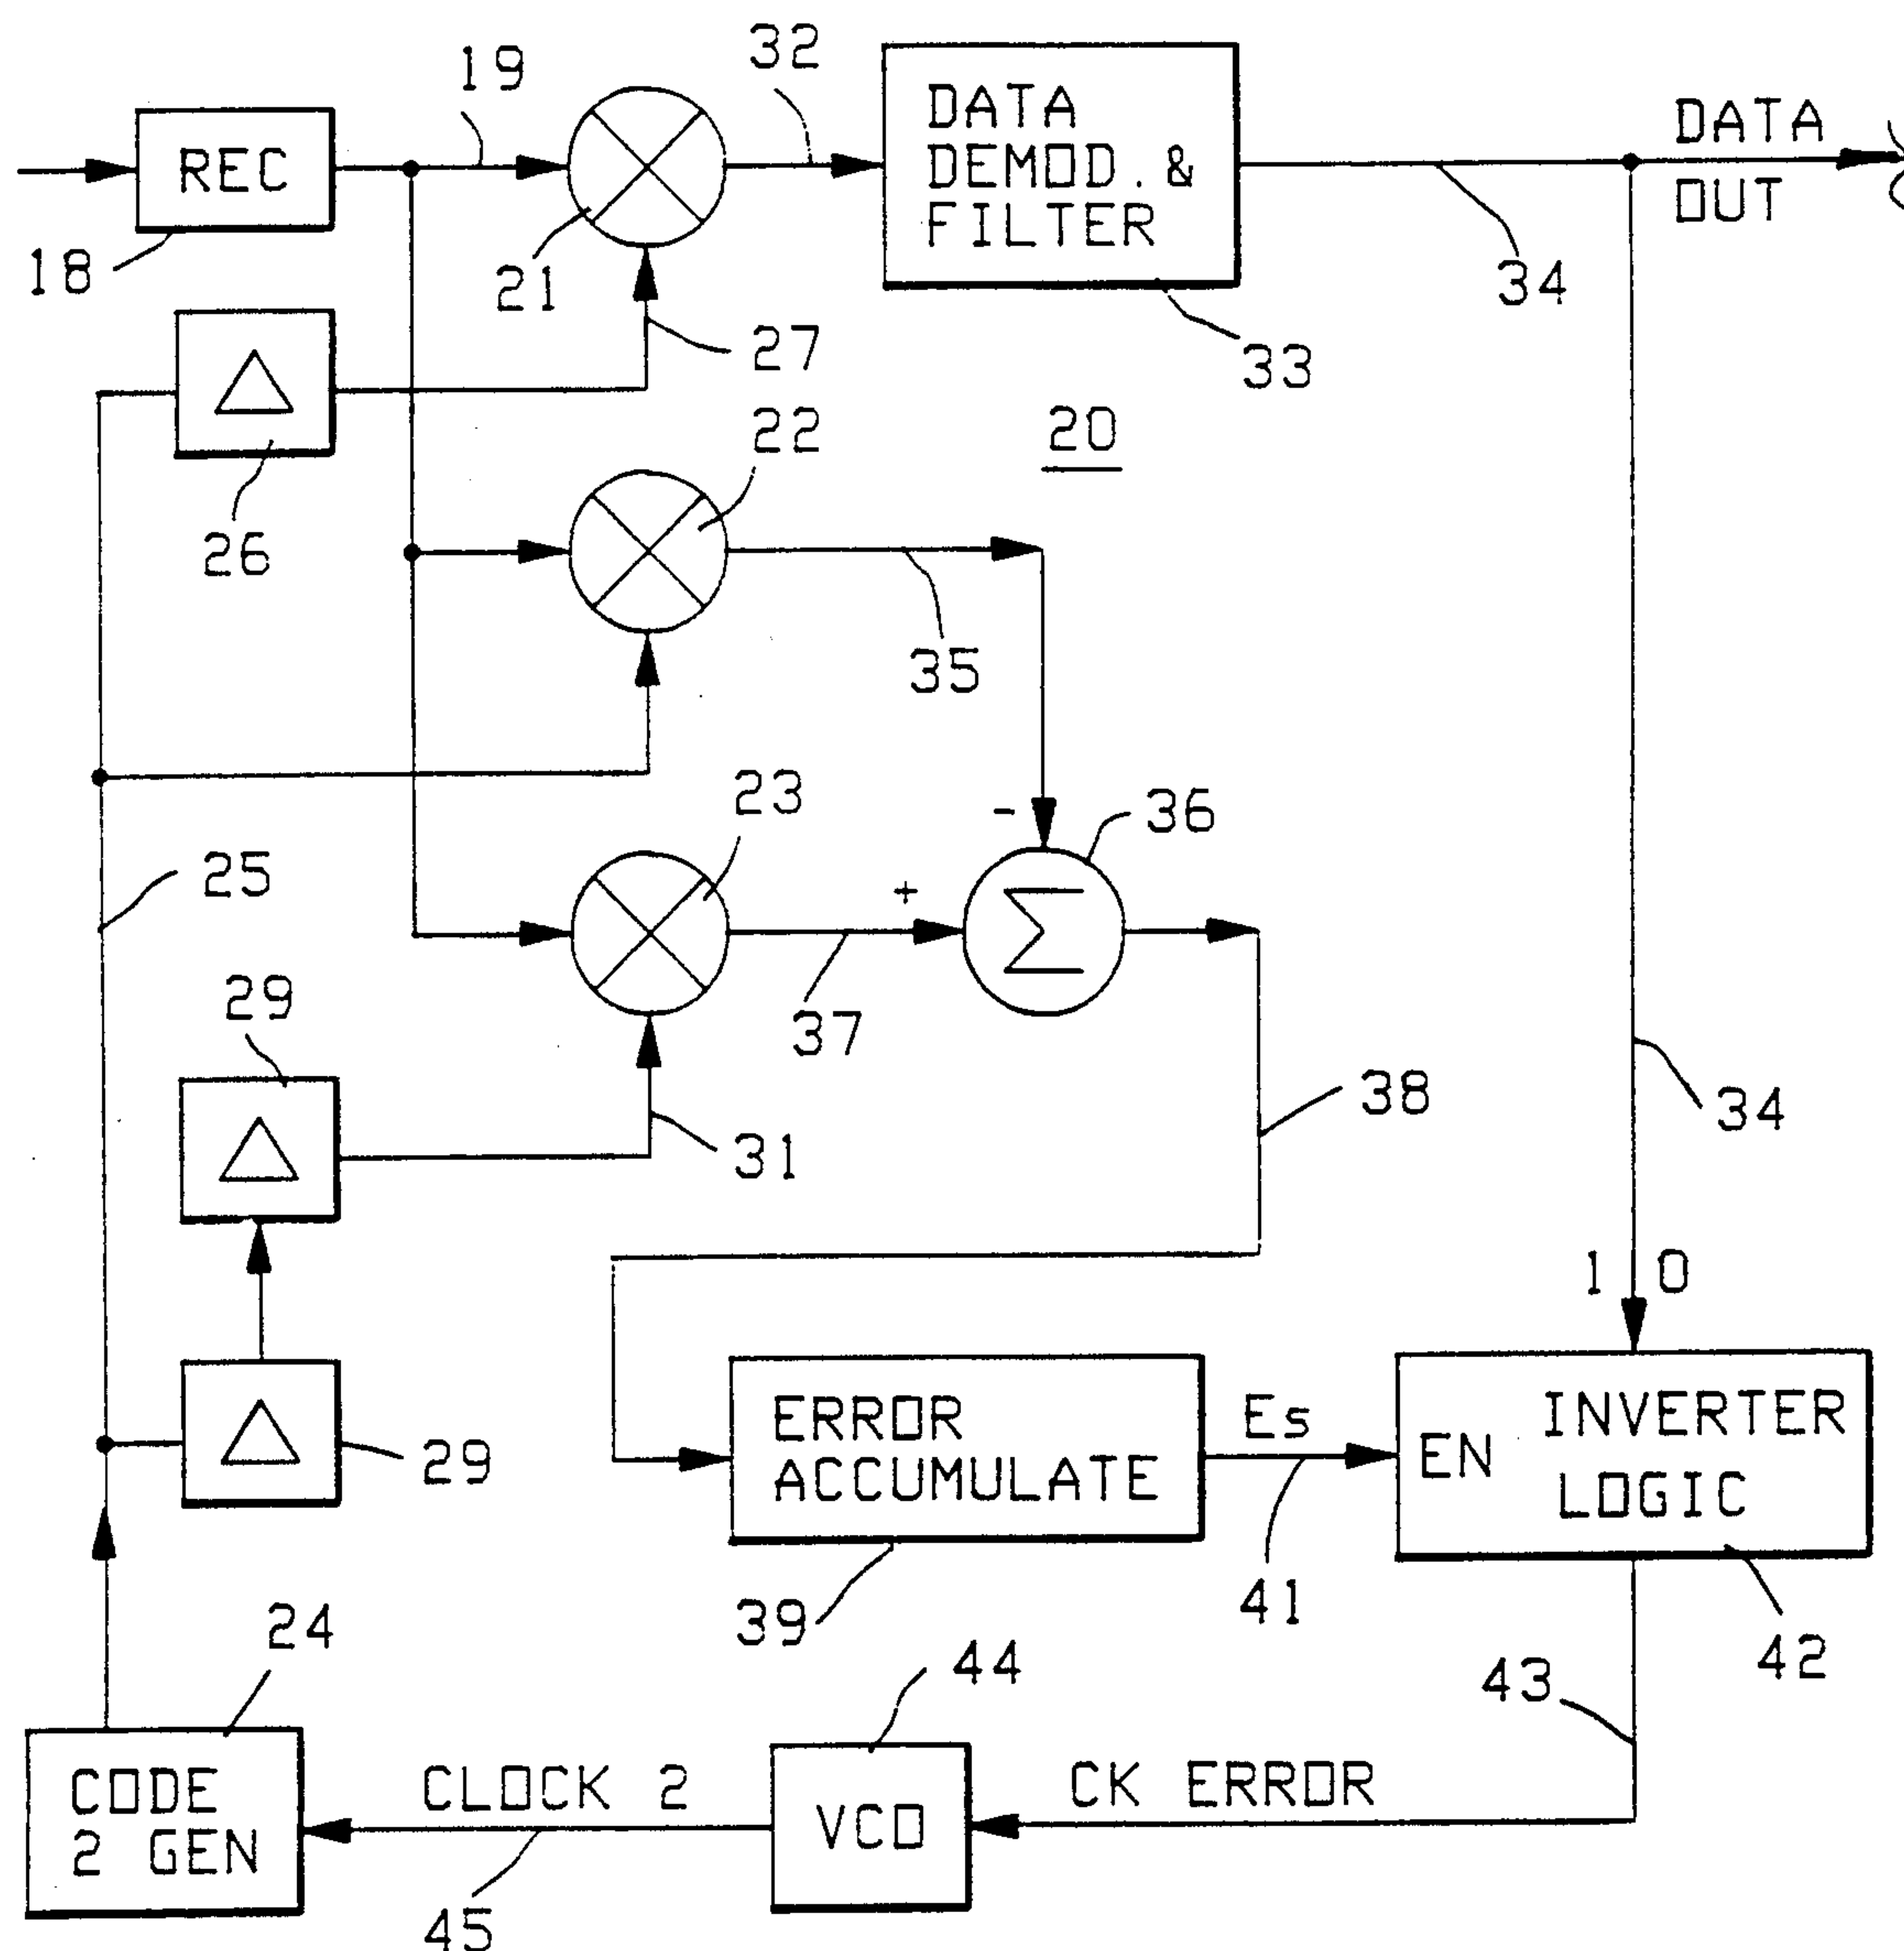 32
19
DATA
DEMOD. &
FILTER
DATA
OUT
REC
18
21
34
27
33
22
20
26
35
23
36
25
-
+
Σ
29
37
38
34
31
1 0
29
ERROR
ACCUMULATE
Es
EN
INVERTER
LOGIC
41
39
24
44
43
42
CODE
2 GEN
CLOCK 2
VCO
CK ERROR
45